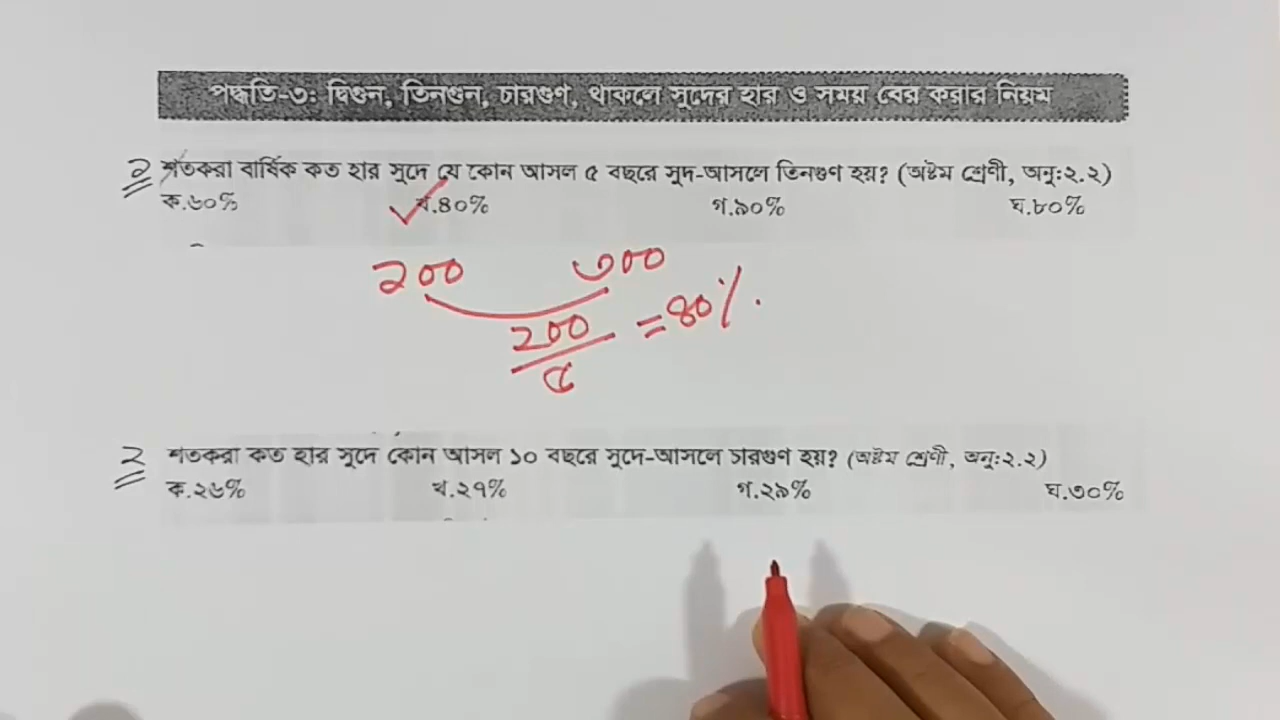 পদ্ধতি-৩: দ্বিগুন, তিনগুন, চারগুণ, থাকলে সুদের হার ও সময় বের করার নিয়ম
শতকরা বার্ষিক কত হার সুদে যে কোন আসল ৫ বছরে সুদ-আসলে তিনগুণ হয়? (অষ্টম শ্রেণী, অনু:২.২)
ক.৬০% খ.৪০% গ.৯০% ঘ.৮০%
২০০ ৩০০
২০০/৫ = ৪০%.
২ শতকরা কত হার সুদে কোন আসল ১০ বছরে সুদে-আসলে চারগুণ হয়? (অষ্টম শ্রেণী, অনু:২.২)
ক.২৬% খ.২৭% গ.২৯% ঘ.৩০%